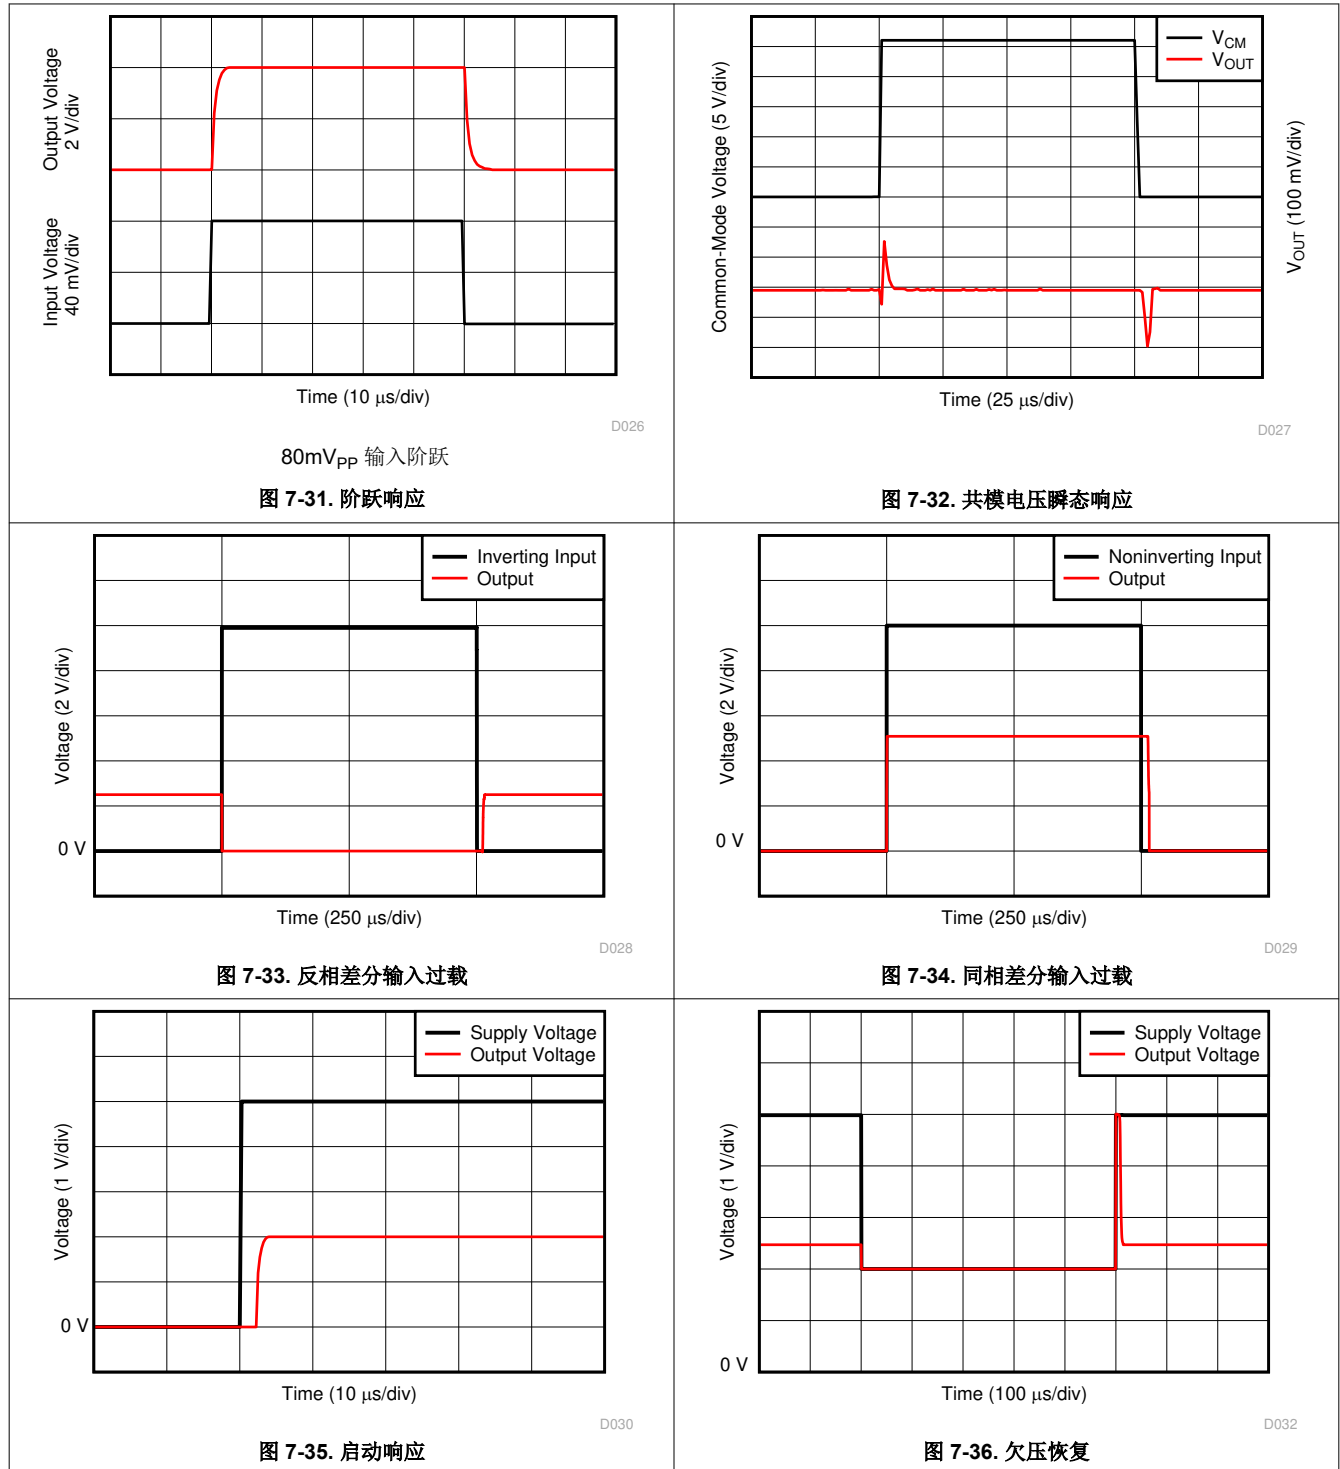 Output Voltage
2 V/div
Input Voltage
40 mV/div
Time (10 μs/div)
D026
80mVPP 输入阶跃
图 7-31. 阶跃响应
VCM
VOUT
Common-Mode Voltage (5 V/div)
VOUT (100 mV/div)
Time (25 μs/div)
D027
图 7-32. 共模电压瞬态响应
Inverting Input
Output
Voltage (2 V/div)
0 V
Time (250 μs/div)
D028
图 7-33. 反相差分输入过载
Noninverting Input
Output
Voltage (2 V/div)
0 V
Time (250 μs/div)
D029
图 7-34. 同相差分输入过载
Supply Voltage
Output Voltage
Voltage (1 V/div)
0 V
Time (10 μs/div)
D030
图 7-35. 启动响应
Supply Voltage
Output Voltage
Voltage (1 V/div)
0 V
Time (100 μs/div)
D032
图 7-36. 欠压恢复